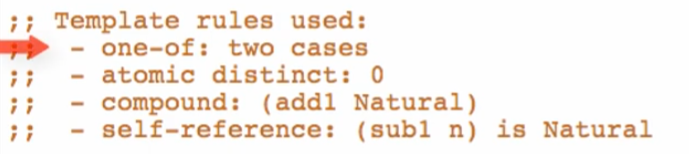 ;; Template rules used:
;; - one-of: two cases
;; - atomic distinct: 0
;; - compound: (add1 Natural)
;; - self-reference: (sub1 n) is Natural